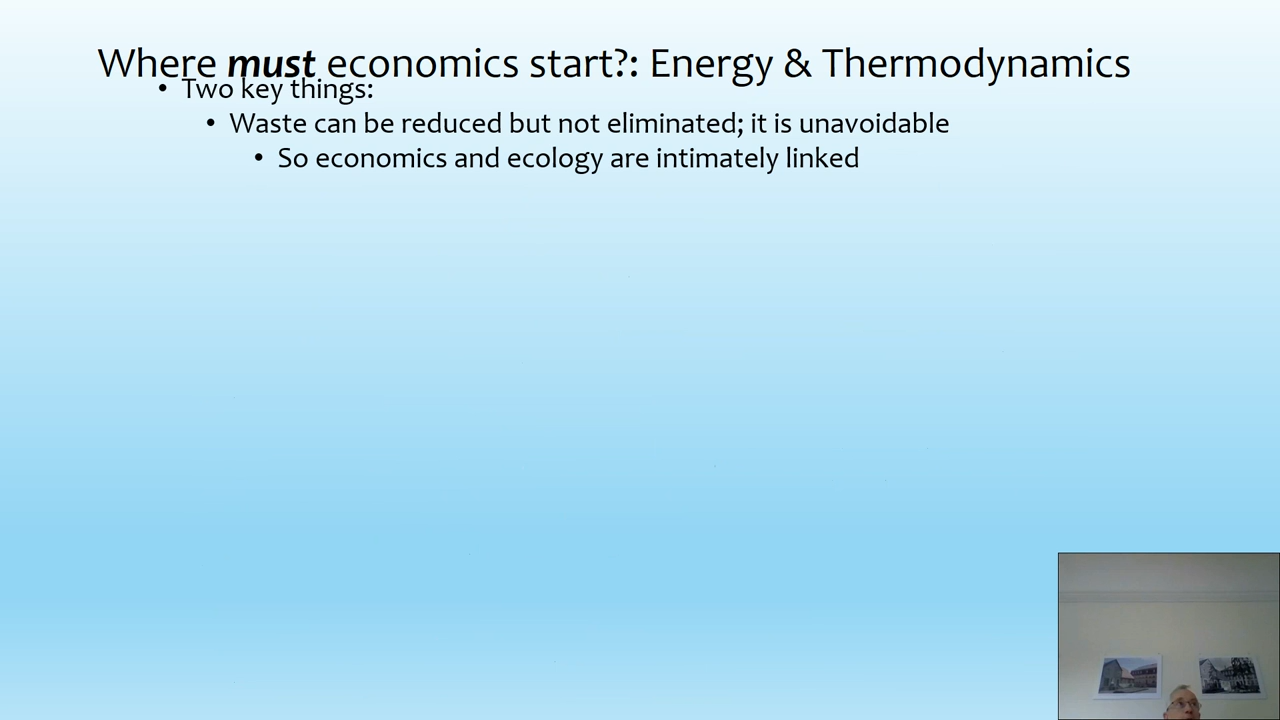 Where must economics start?: Energy & Thermodynamics
• Two key things:
• Waste can be reduced but not eliminated; it is unavoidable
• So economics and ecology are intimately linked